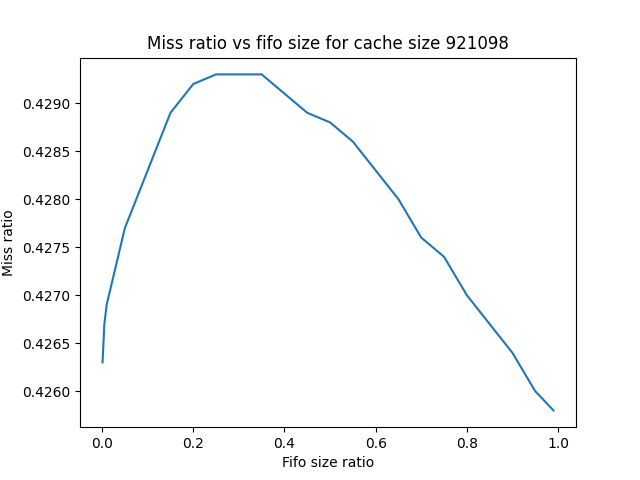 Miss ratio vs fifo size for cache size 921098
0.4290
0.4285
0.4280
0.4275
0.4270
0.4265
0.4260
Miss ratio
0.0 0.2 0.4 0.6 0.8 1.0
Fifo size ratio